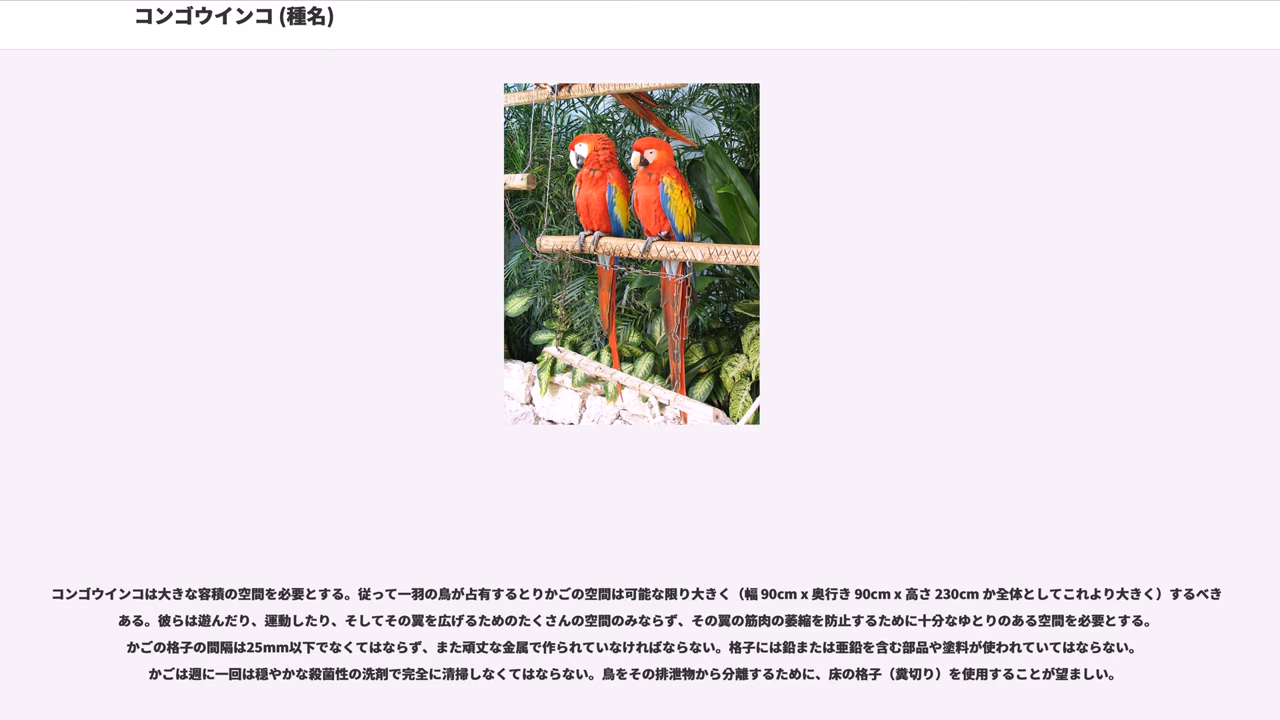 コンゴウインコ (種名)
コンゴウインコは大きな容積の空間を必要とする。従って一羽の鳥が占有するとりかごの空間は可能な限り大きく（幅 90cm x 奥行き 90cm x 高さ 230cm か全体としてこれより大きく）するべき
ある。彼らは遊んだり、運動したり、そしてその翼を広げるためのたくさんの空間のみならず、その翼の筋肉の萎縮を防止するために十分なゆとりのある空間を必要とする。
かごの格子の間隔は25mm以下でなくてはならず、また頑丈な金属で作られていなければならない。格子には鉛または亜鉛を含む部品や塗料が使われていてはならない。
かごは週に一回は穏やかな殺菌性の洗剤で完全に清掃しなくてはならない。鳥をその排泄物から分離するために、床の格子（糞切り）を使用することが望ましい。